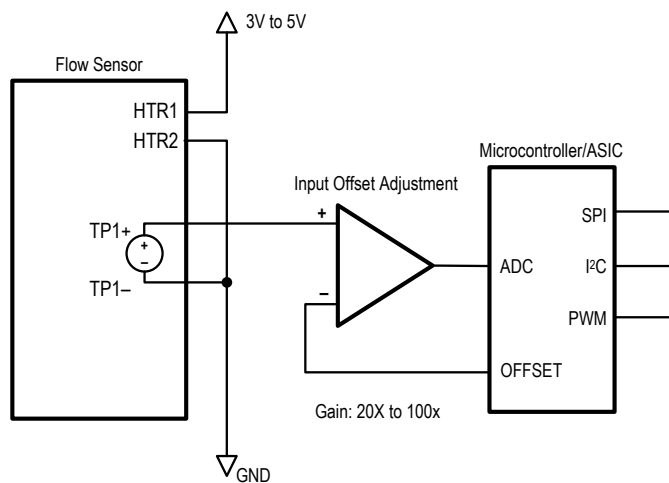 3V to 5V
Flow Sensor
HTR1
HTR2
Microcontroller/ASIC
Input Offset Adjustment
SPI
+
TP1+
+
ADC
I²C
–
TP1–
–
PWM
OFFSET
Gain: 20X to 100x
GND